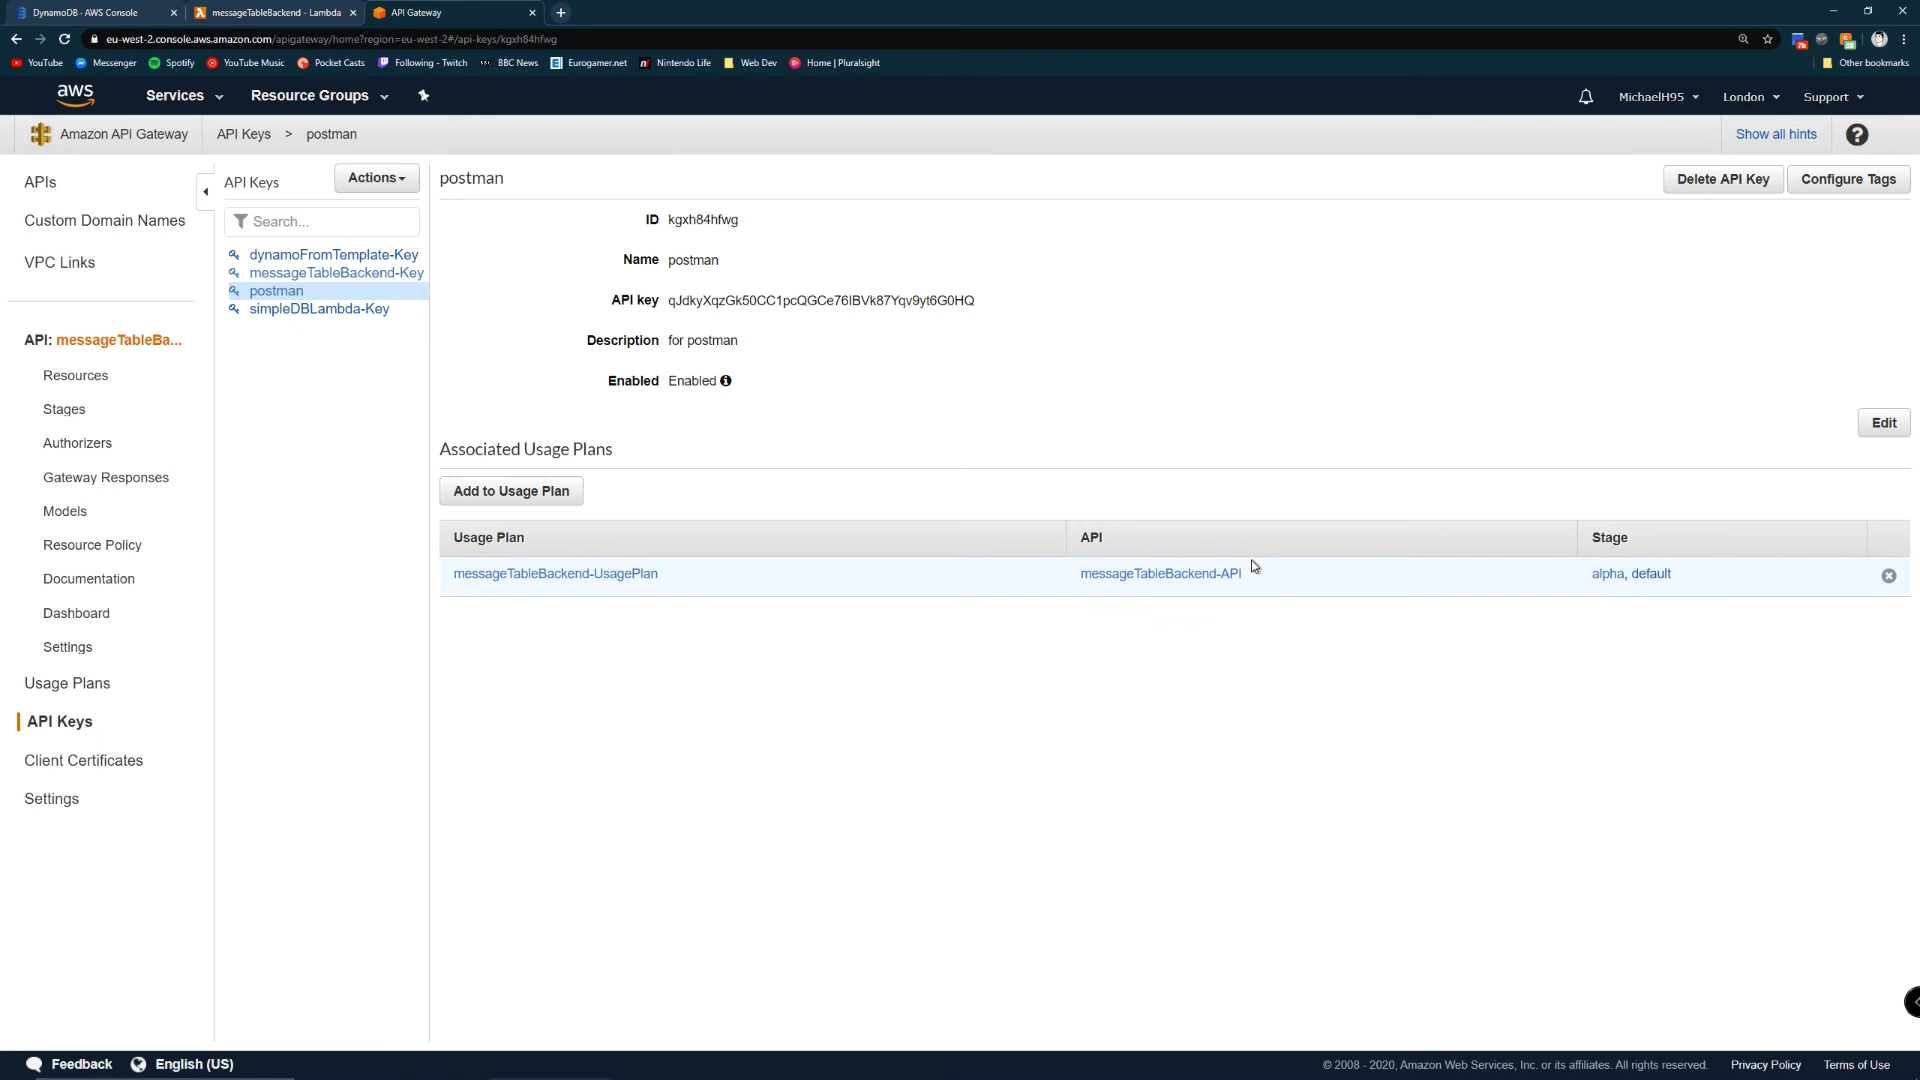 DynamoDB · AWS Console
messageTableBackend - Lambda
API Gateway
eu-west-2.console.aws.amazon.com/apigateway/home?region=eu-west-2#/api-keys/kgxh84hfwg
YouTube
Messenger
Spotify
YouTube Music
Pocket Casts
Following - Twitch
BBC News
Eurogamer.net
Nintendo Life
Web Dev
Home | Pluralsight
Other bookmarks
aws
Services
Resource Groups
MichaelH95
London
Support
Amazon API Gateway
API Keys > postman
Show all hints
APIs
Custom Domain Names
VPC Links
API: messageTableBa...
Resources
Stages
Authorizers
Gateway Responses
Models
Resource Policy
Documentation
Dashboard
Settings
Usage Plans
API Keys
Client Certificates
Settings
API Keys
Actions
Search...
dynamoFromTemplate-Key
messageTableBackend-Key
postman
simpleDBLambda-Key
postman
Delete API Key
Configure Tags
ID kgxh84hfwg
Name postman
API key qJdkyXqzGk50CC1pcQGCe76IBVk87Yqv9yt6G0HQ
Description for postman
Enabled Enabled
Edit
Associated Usage Plans
Add to Usage Plan
Usage Plan API Stage
messageTableBackend-UsagePlan messageTableBackend-API alpha, default
Feedback
English (US)
© 2008 - 2020, Amazon Web Services, Inc. or its affiliates. All rights reserved.
Privacy Policy
Terms of Use